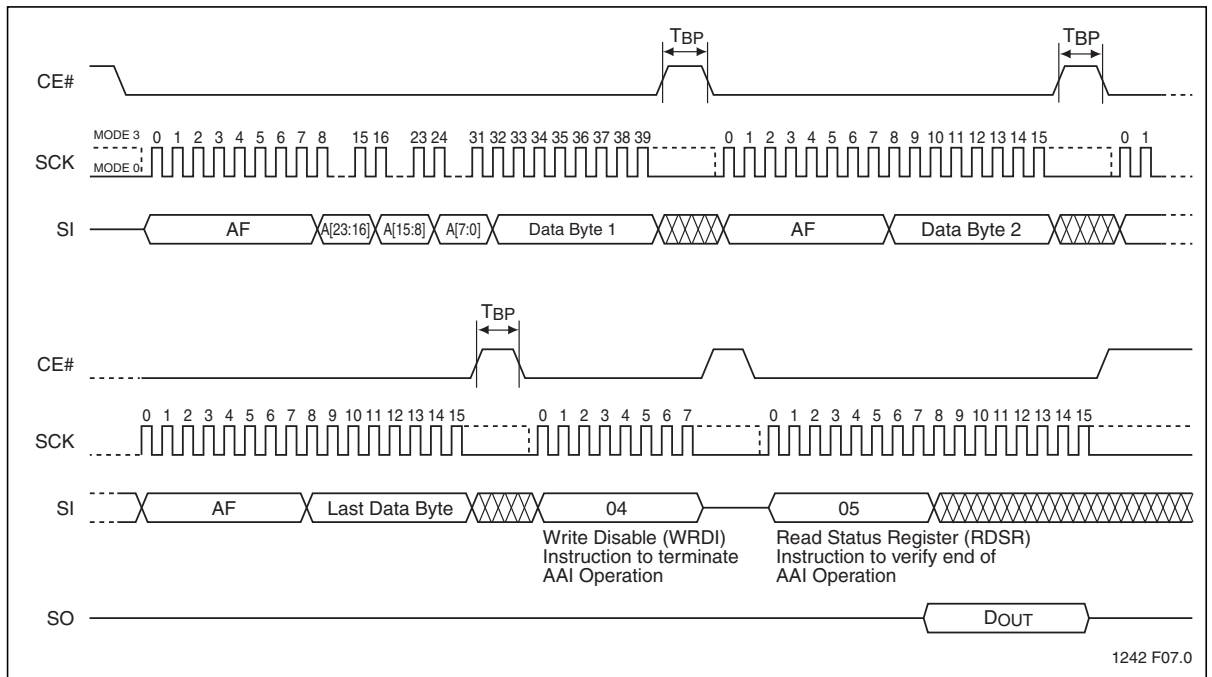 TBP TBP
CE#
MODE 3 0 1 2 3 4 5 6 7 8 15 16 23 24 31 32 33 34 35 36 37 38 39 0 1 2 3 4 5 6 7 8 9 10 11 12 13 14 15 0 1
SCK
MODE 0
SI AF A[23:16] A[15:8] A[7:0] Data Byte 1 AF Data Byte 2
TBP
CE#
0 1 2 3 4 5 6 7 8 9 10 11 12 13 14 15 0 1 2 3 4 5 6 7 0 1 2 3 4 5 6 7 8 9 10 11 12 13 14 15
SCK
SI AF Last Data Byte 04 05
Write Disable (WRDI)
Instruction to terminate
AAI Operation
Read Status Register (RDSR)
Instruction to verify end of
AAI Operation
SO DOUT
1242 F07.0